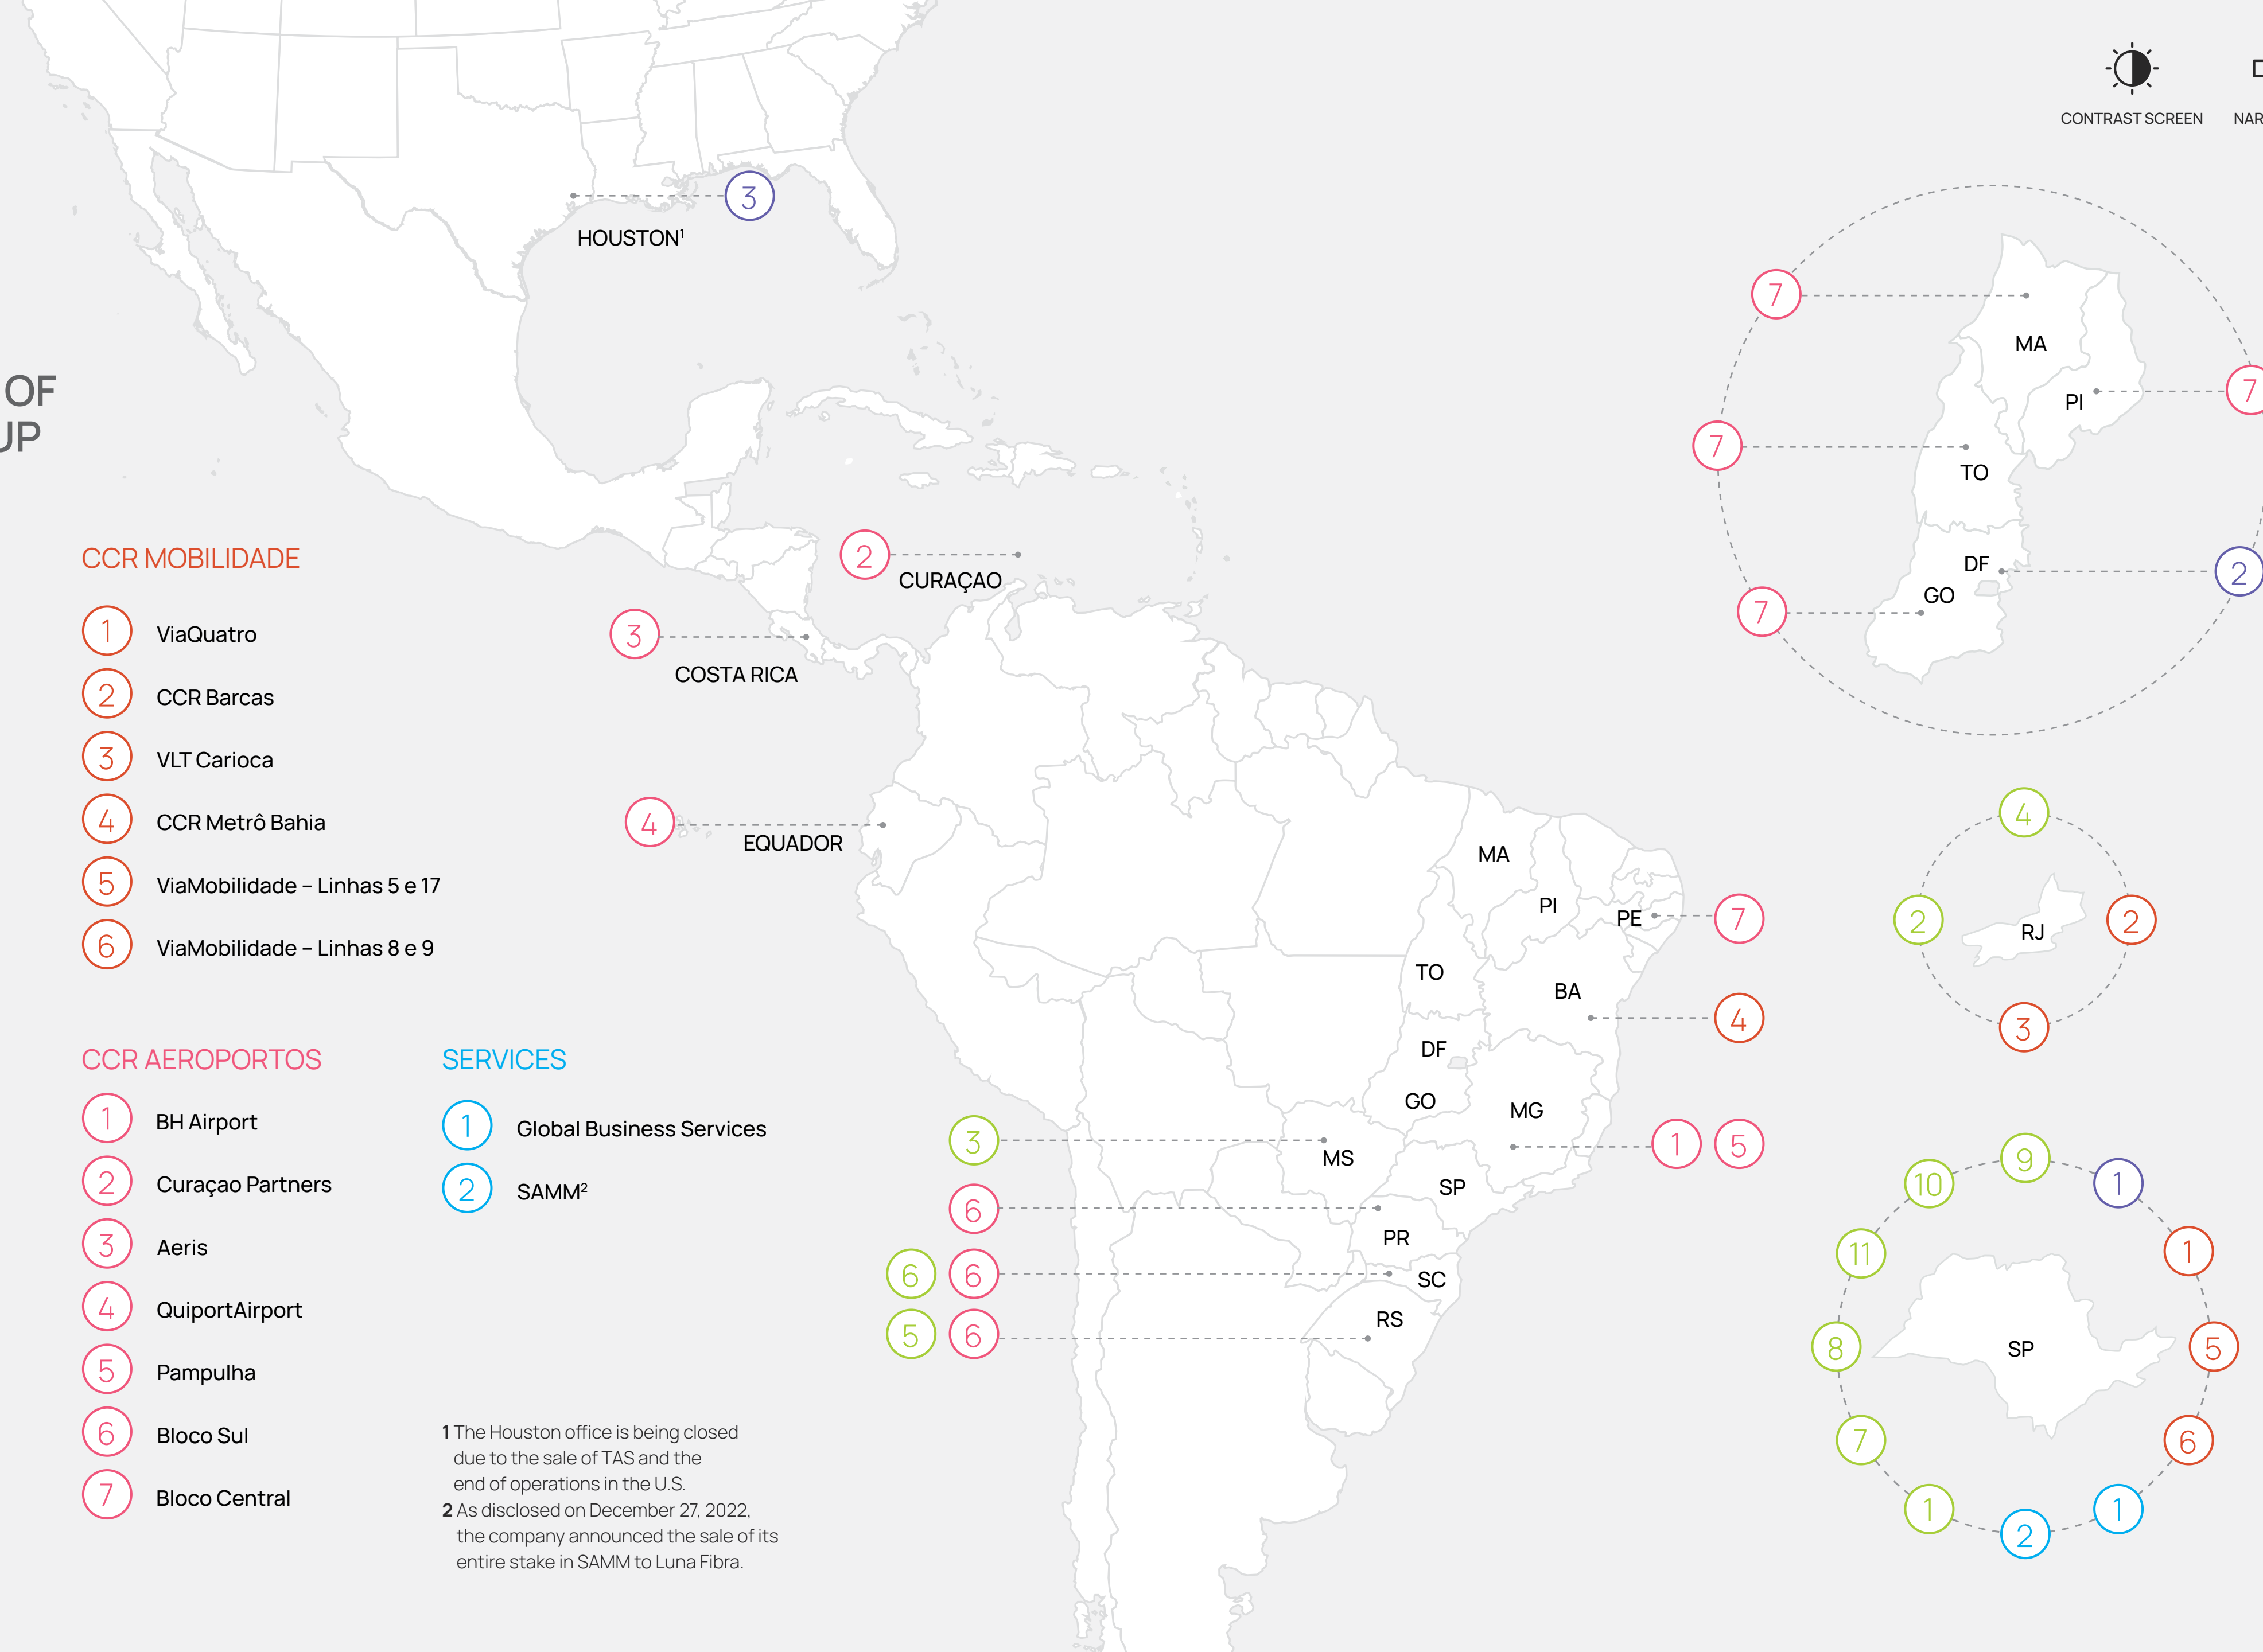 CONTRAST SCREEN
OF
HOUSTON¹
3
7
MA
PI
7
7
TO
DF
2
GO
7
2
CURAÇAO
3
COSTA RICA
4
EQUADOR
CCR MOBILIDADE
1 ViaQuatro
2 CCR Barcas
3 VLT Carioca
4 CCR Metrô Bahia
5 ViaMobilidade – Linhas 5 e 17
6 ViaMobilidade – Linhas 8 e 9
CCR AEROPORTOS
1 BH Airport
2 Curaçao Partners
3 Aeris
4 QuiportAirport
5 Pampulha
6 Bloco Sul
7 Bloco Central
SERVICES
1 Global Business Services
2 SAMM²
1 The Houston office is being closed
due to the sale of TAS and the
end of operations in the U.S.
2 As disclosed on December 27, 2022,
the company announced the sale of its
entire stake in SAMM to Luna Fibra.
MA
PI
PE
7
TO
BA
4
DF
GO
MG
1 5
3
MS
SP
6
PR
6 6
SC
RS
5 6
4
2
RJ
2
3
9
10
1
11
1
8
SP
5
7
6
1
1
2